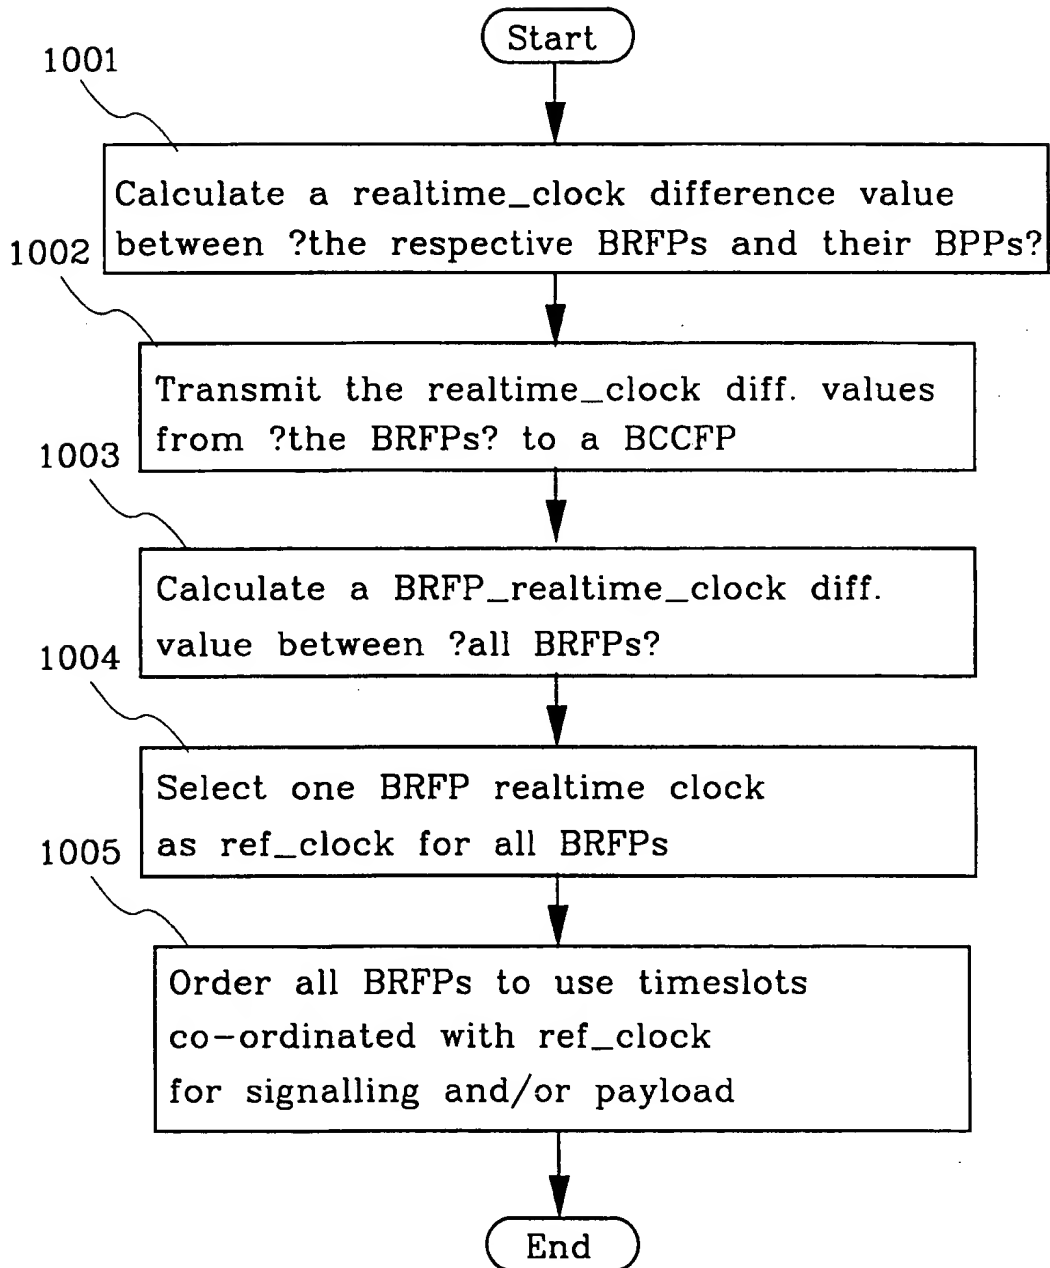 Start
1001
Calculate a realtime_clock difference value
between ?the respective BRFPs and their BPPs?
1002
Transmit the realtime_clock diff. values
from ?the BRFPs? to a BCCFP
1003
Calculate a BRFP_realtime_clock diff.
value between ?all BRFPs?
1004
Select one BRFP realtime clock
as ref_clock for all BRFPs
1005
Order all BRFPs to use timeslots
co-ordinated with ref_clock
for signalling and/or payload
End